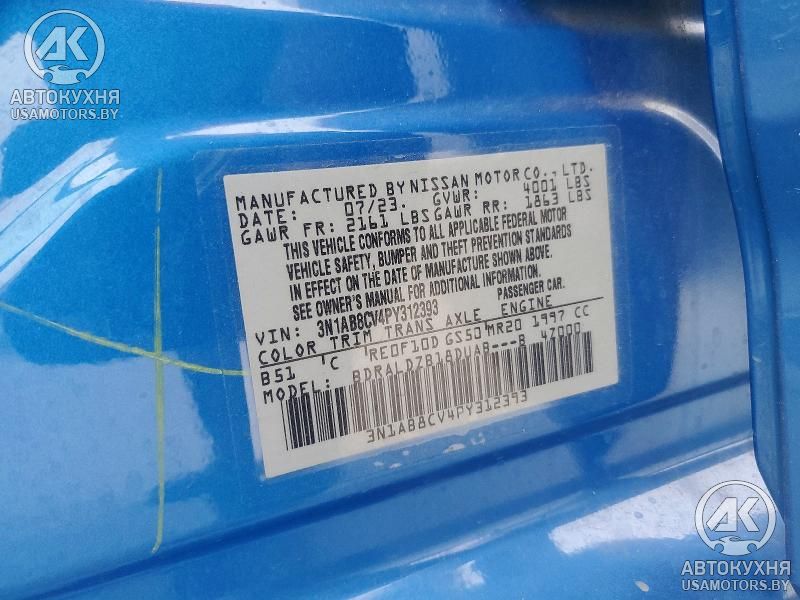 АК
АВТОКУХНЯ
USAMOTORS.BY
MANUFACTURED BY NISSAN MOTOR CO., LTD.
DATE: 07/23. GVWR: 4001 LBS
GAWR FR: 2161 LBS GAWR RR: 1863 LBS
THIS VEHICLE CONFORMS TO ALL APPLICABLE FEDERAL MOTOR
VEHICLE SAFETY, BUMPER AND THEFT PREVENTION STANDARDS
IN EFFECT ON THE DATE OF MANUFACTURE SHOWN ABOVE.
SEE OWNER'S MANUAL FOR ADDITIONAL INFORMATION.
VIN: 3N1AB8CV4PY312393 PASSENGER CAR.
COLOR TRIM TRANS AXLE ENGINE
B51 'C RE0F10D GS50 MR20 1997 CC
MODEL: BDRALDZB18DUAB---B 47000
3N1AB8CV4PY312393
АК
АВТОКУХНЯ
USAMOTORS.BY